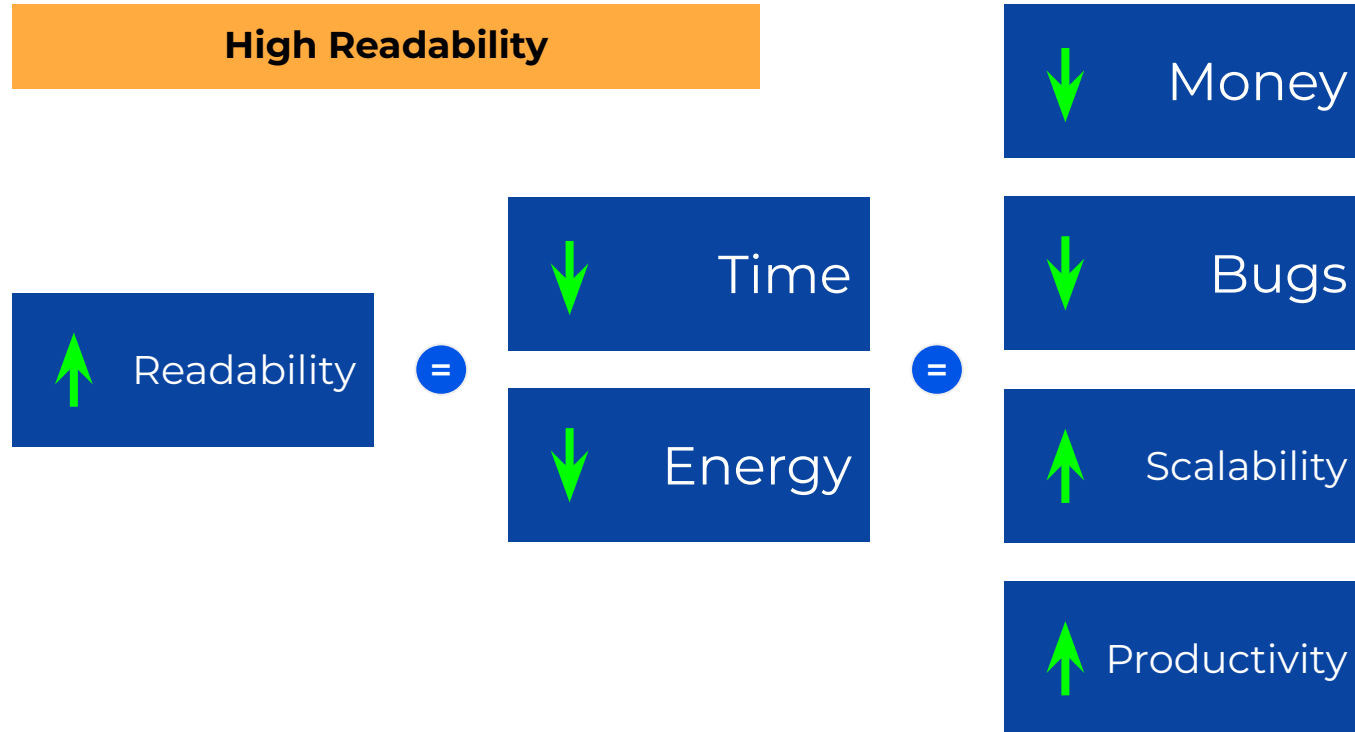 High Readability
Readability
=
Time
Energy
=
Money
Bugs
Scalability
Productivity